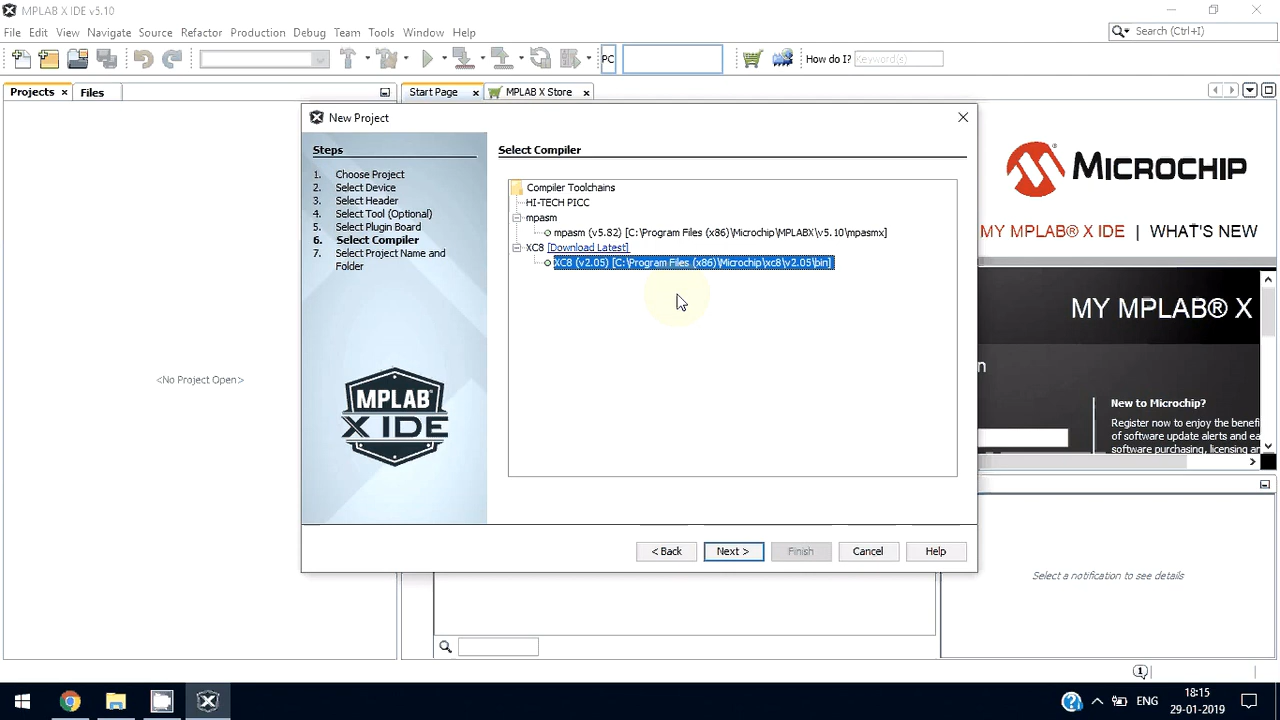 MPLAB X IDE v5.10
File Edit View Navigate Source Refactor Production Debug Team Tools Window Help
Search (Ctrl+I)
PC
How do I? Keyword(s)
Projects Files
Start Page MPLAB X Store
New Project
Steps
1. Choose Project
2. Select Device
3. Select Header
4. Select Tool (Optional)
5. Select Plugin Board
6. Select Compiler
7. Select Project Name and
Folder
MPLAB
X IDE
Select Compiler
Compiler Toolchains
HI-TECH PICC
mpasm
mpasm (v5.82) [C:\Program Files (x86)\Microchip\MPLABX\v5.10\mpasmx]
XC8 [Download Latest]
XC8 (v2.05) [C:\Program Files (x86)\Microchip\xc8\v2.05\bin]
< Back Next > Finish Cancel Help
<No Project Open>
MICROCHIP
MY MPLAB® X IDE | WHAT'S NEW
MY MPLAB® X
n
New to Microchip?
Register now to enjoy the benefi
of software update alerts and ea
software purchasing, licensing an
Select a notification to see details
1
ENG
18:15
29-01-2019